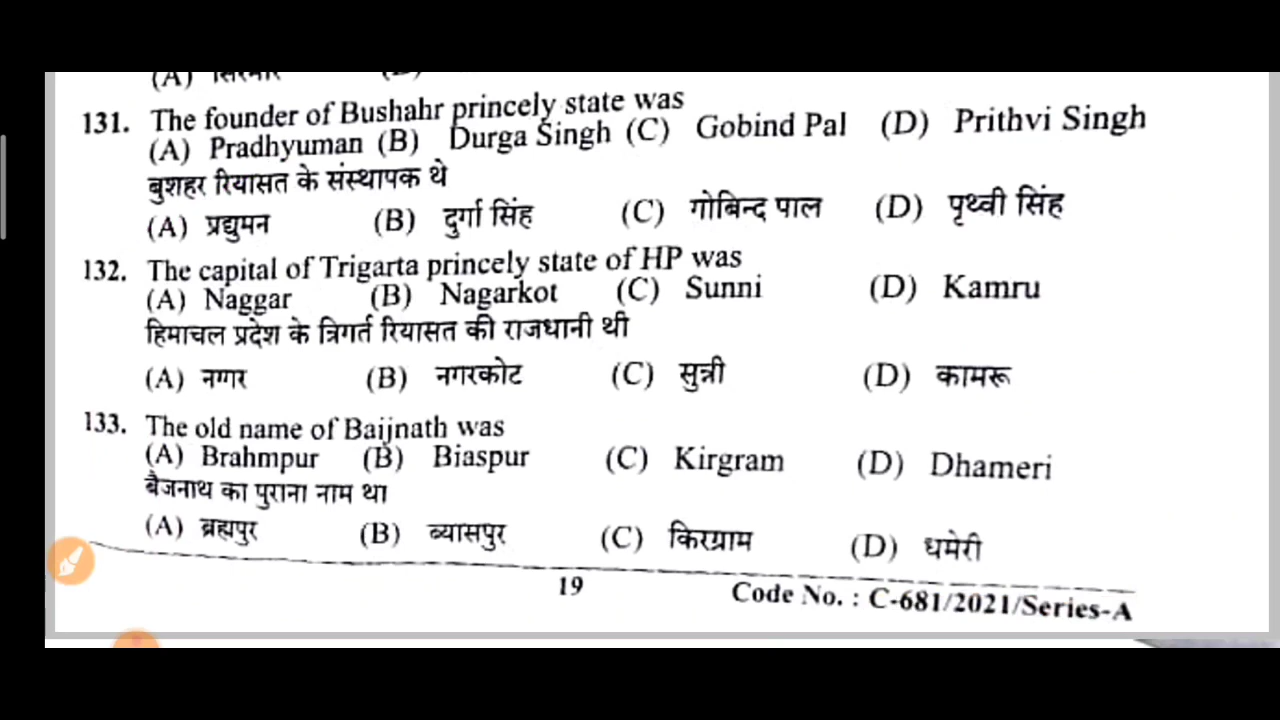 (A) सिरमौर
131. The founder of Bushahr princely state was
(A) Pradhyuman (B) Durga Singh (C) Gobind Pal (D) Prithvi Singh
बुशहर रियासत के संस्थापक थे
(A) प्रद्युमन (B) दुर्गा सिंह (C) गोबिन्द पाल (D) पृथ्वी सिंह
132. The capital of Trigarta princely state of HP was
(A) Naggar (B) Nagarkot (C) Sunni (D) Kamru
हिमाचल प्रदेश के त्रिगर्त रियासत की राजधानी थी
(A) नग्गर (B) नगरकोट (C) सुन्नी (D) कामरू
133. The old name of Baijnath was
(A) Brahmpur (B) Biaspur (C) Kirgram (D) Dhameri
बैजनाथ का पुराना नाम था
(A) ब्रह्मपुर (B) व्यासपुर (C) किरग्राम (D) धमेरी
19 Code No. : C-681/2021/Series-A